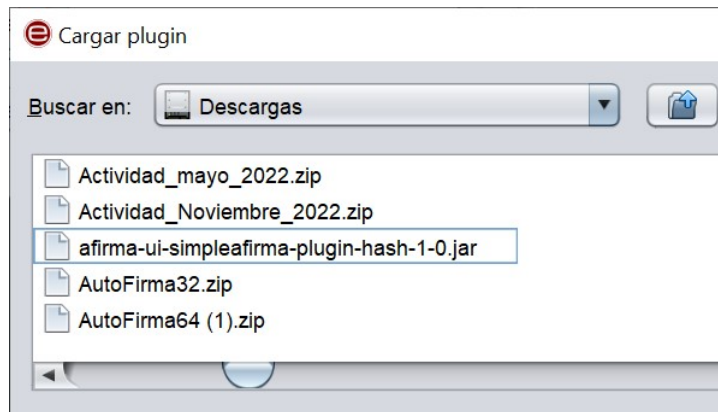 Cargar plugin
Buscar en: Descargas
Actividad_mayo_2022.zip
Actividad_Noviembre_2022.zip
afirma-ui-simpleafirma-plugin-hash-1-0.jar
AutoFirma32.zip
AutoFirma64 (1).zip